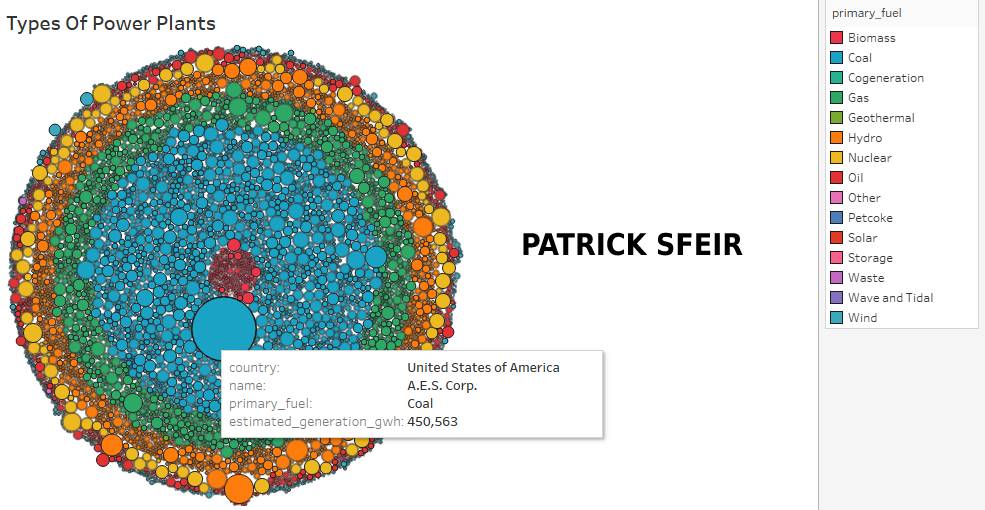 Types Of Power Plants
PATRICK SFEIR
country: United States of America
name: A.E.S. Corp.
primary_fuel: Coal
estimated_generation_gwh: 450,563
primary_fuel
Biomass
Coal
Cogeneration
Gas
Geothermal
Hydro
Nuclear
Oil
Other
Petcoke
Solar
Storage
Waste
Wave and Tidal
Wind